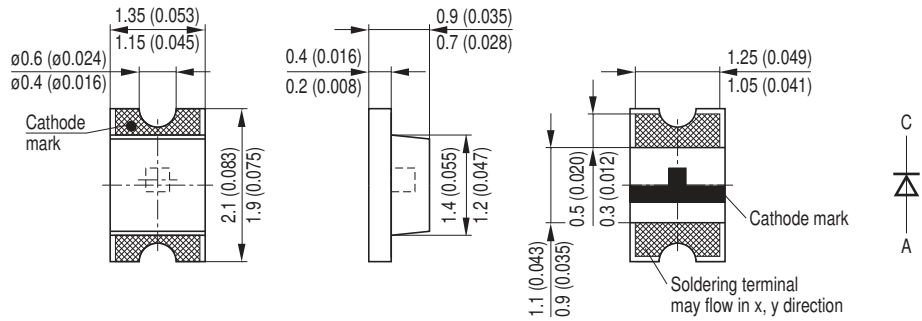 1.35 (0.053)
1.15 (0.045)
ø0.6 (ø0.024)
ø0.4 (ø0.016)
Cathode
mark
2.1 (0.083)
1.9 (0.075)
0.9 (0.035)
0.7 (0.028)
0.4 (0.016)
0.2 (0.008)
1.4 (0.055)
1.2 (0.047)
1.25 (0.049)
1.05 (0.041)
0.5 (0.020)
0.3 (0.012)
1.1 (0.043)
0.9 (0.035)
Cathode mark
Soldering terminal
may flow in x, y direction
C
A